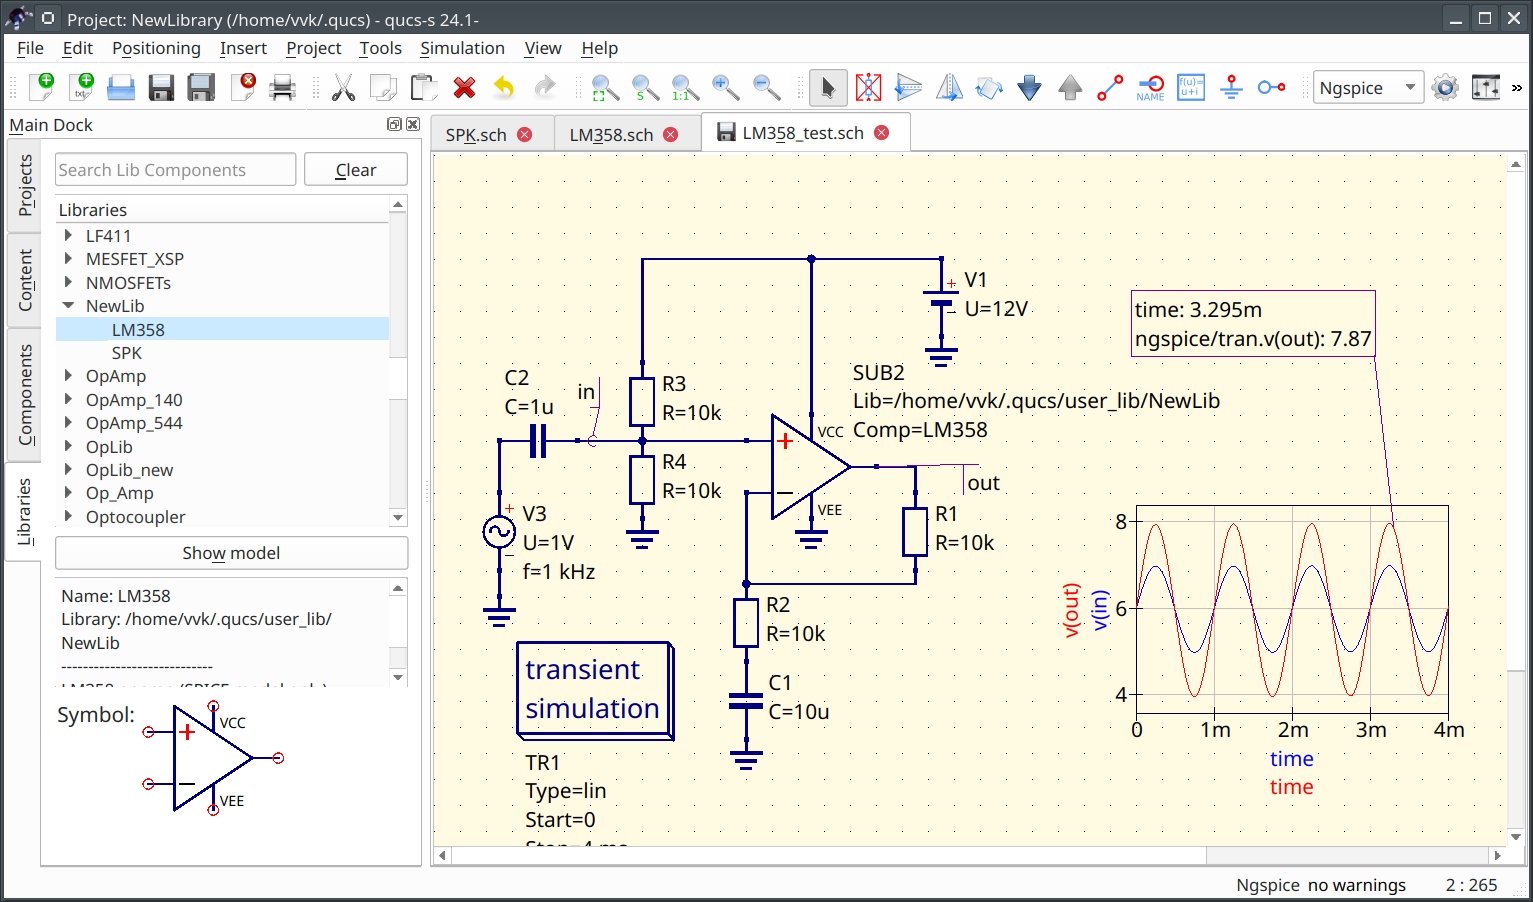 Project: NewLibrary (/home/vvk/.qucs) - qucs-s 24.1-
File Edit Positioning Insert Project Tools Simulation View Help
txt
S
1:1
NAME
f(u)=
u+i
Ngspice
»
Main Dock
SPK.sch
LM358.sch
LM358_test.sch
Projects
Content
Components
Libraries
Search Lib Components
Clear
Libraries
LF411
MESFET_XSP
NMOSFETs
NewLib
LM358
SPK
OpAmp
OpAmp_140
OpAmp_544
OpLib
OpLib_new
Op_Amp
Optocoupler
Show model
Name: LM358
Library: /home/vvk/.qucs/user_lib/
NewLib
----------------------------
Symbol:
+
VCC
VEE
V1
U=12V
+
−
time: 3.295m
ngspice/tran.v(out): 7.87
C2
C=1u
in
R3
R=10k
SUB2
Lib=/home/vvk/.qucs/user_lib/NewLib
Comp=LM358
+
VCC
−
VEE
R4
R=10k
out
V3
U=1V
f=1 kHz
+
−
R1
R=10k
R2
R=10k
C1
C=10u
transient
simulation
TR1
Type=lin
Start=0
v(out)
v(in)
8
6
4
0 1m 2m 3m 4m
time
time
Ngspice no warnings 2 : 265